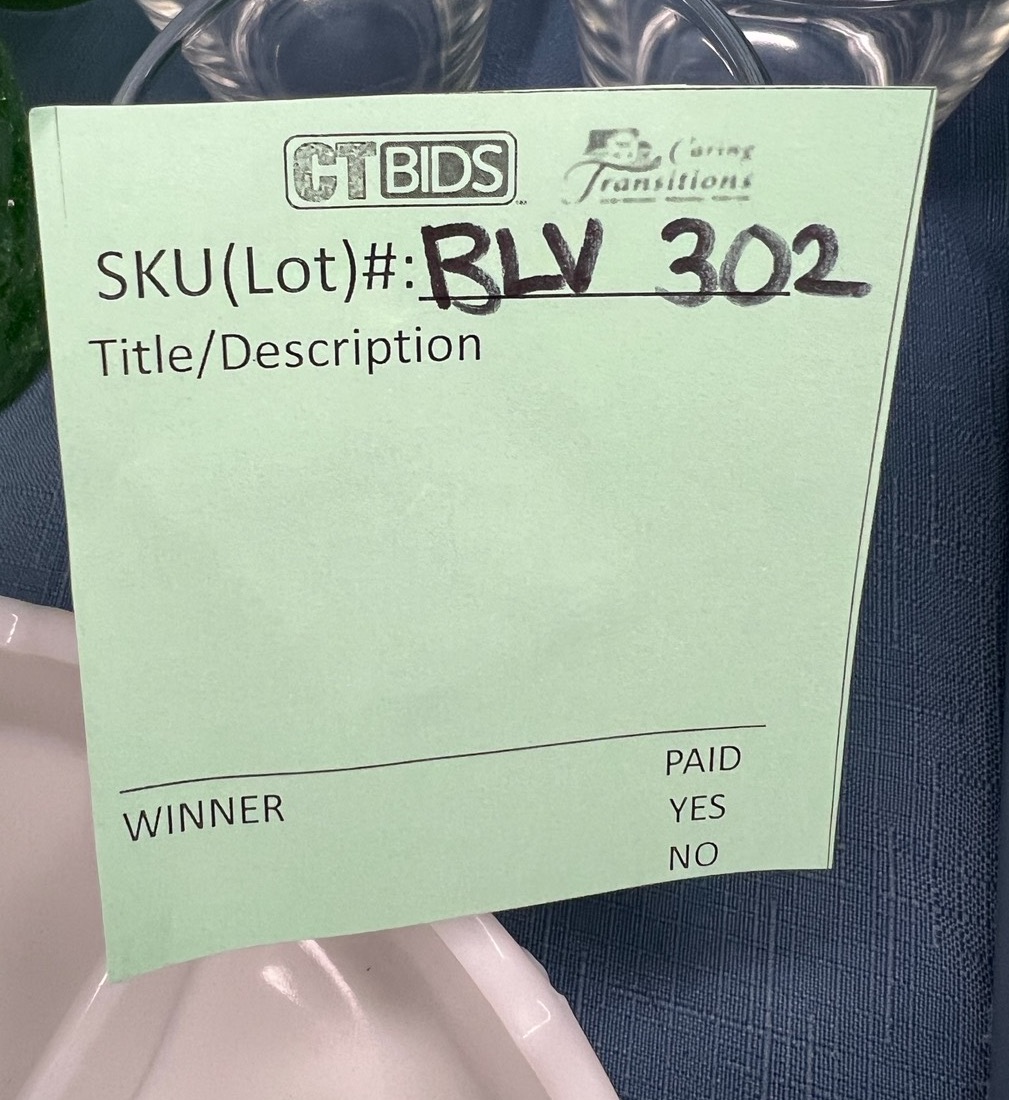 CTBIDS
Caring
Transitions
SKU(Lot)#: BLV 302
Title/Description
WINNER
PAID
YES
NO